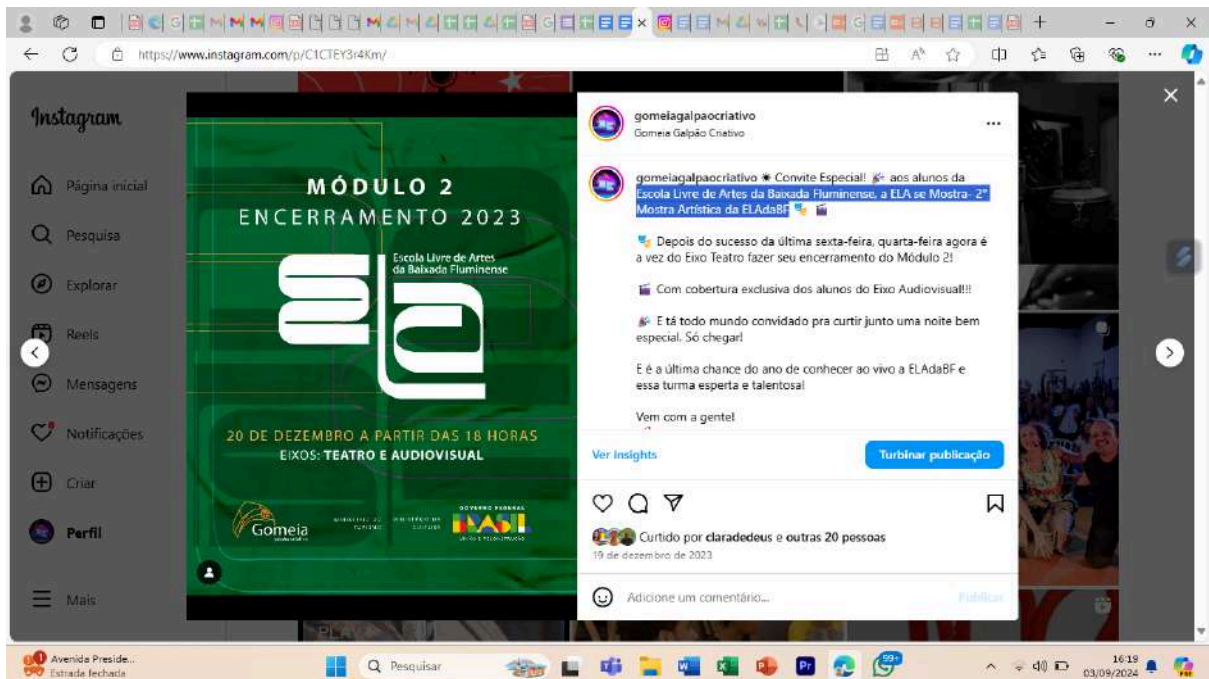 https://www.instagram.com/p/C1CTEY3r4Km/
Instagram
Página inicial
Pesquisa
Explorar
Reels
Mensagens
Notificações
Criar
Perfil
Mais
MÓDULO 2
ENCERRAMENTO 2023
Escola Livre de Artes
da Baixada Fluminense
20 DE DEZEMBRO A PARTIR DAS 18 HORAS
EIXOS: TEATRO E AUDIOVISUAL
Gomeia
GOVERNO FEDERAL
BRASIL
UNIÃO E RECONSTRUÇÃO
gomeiagalpaocriativo
Gomeia Galpão Criativo
gomeiagalpaocriativo ✷ Convite Especial! 🎉 aos alunos da
Escola Livre de Artes da Baixada Fluminense, a ELA se Mostra- 2ª
Mostra Artística da ELAdaBF 🎭 🎬
🎭 Depois do sucesso da última sexta-feira, quarta-feira agora é
a vez do Eixo Teatro fazer seu encerramento do Módulo 2!
🎬 Com cobertura exclusiva dos alunos do Eixo Audiovisual!!!
🎉 E tá todo mundo convidado pra curtir junto uma noite bem
especial. Só chegar!
E é a última chance do ano de conhecer ao vivo a ELAdaBF e
essa turma esperta e talentosa!
Vem com a gente!
Ver insights
Turbinar publicação
Curtido por claradedeus e outras 20 pessoas
19 de dezembro de 2023
Adicione um comentário...
Publicar
Avenida Preside...
Estrada fechada
Pesquisar
99+
16:19
03/09/2024